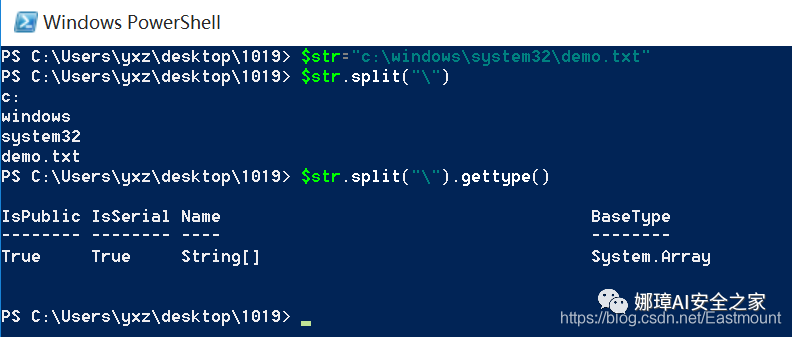 Windows PowerShell
PS C:\Users\yxz\desktop\1019> $str="c:\windows\system32\demo.txt"
PS C:\Users\yxz\desktop\1019> $str.split("\")
c:
windows
system32
demo.txt
PS C:\Users\yxz\desktop\1019> $str.split("\").gettype()
IsPublic IsSerial Name                                     BaseType
-------- -------- ----                                     --------
True     True     String[]                                 System.Array
PS C:\Users\yxz\desktop\1019>
娜璋AI安全之家
https://blog.csdn.net/Eastmount